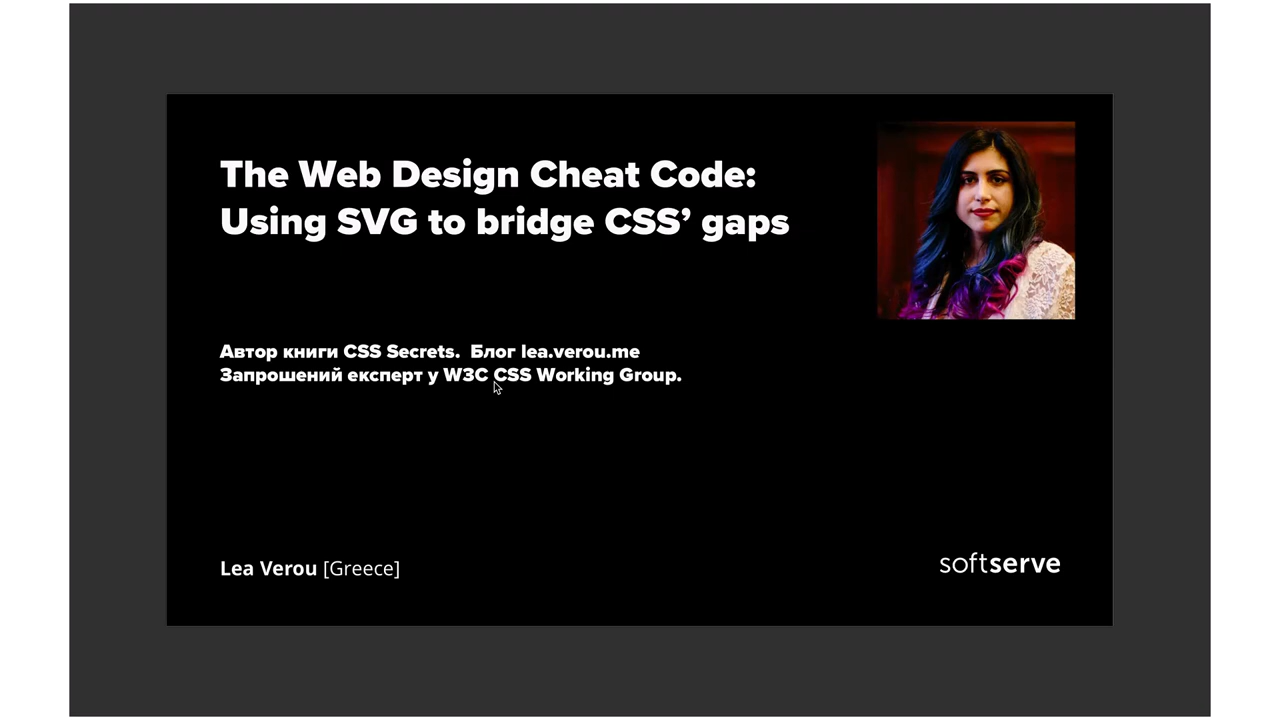 The Web Design Cheat Code:
Using SVG to bridge CSS’ gaps
Автор книги CSS Secrets.  Блог lea.verou.me
Запрошений експерт у W3C CSS Working Group.
Lea Verou [Greece]
softserve